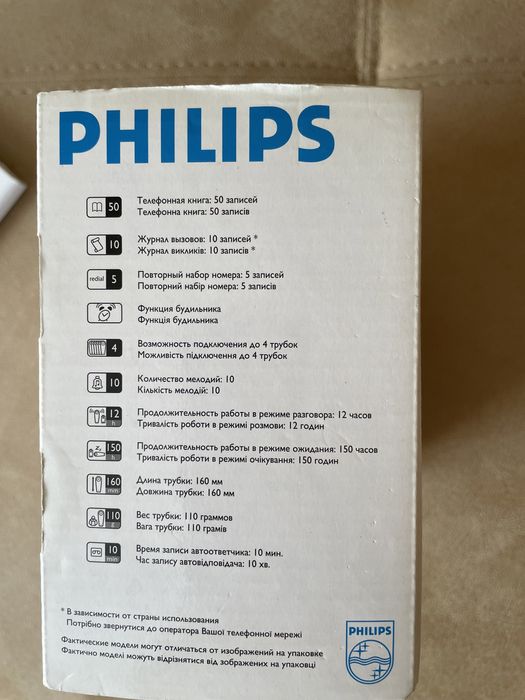 PHILIPS
50
Телефонная книга: 50 записей
Телефонна книга: 50 записів
10
Журнал вызовов: 10 записей *
Журнал викликів: 10 записів *
redial 5
Повторный набор номера: 5 записей
Повторний набір номера: 5 записів
Функция будильника
Функція будильника
4
Возможность подключения до 4 трубок
Можливість підключення до 4 трубок
10
Количество мелодий: 10
Кількість мелодій: 10
12 h
Продолжительность работы в режиме разговора: 12 часов
Тривалість роботи в режимі розмови: 12 годин
150 h
Продолжительность работы в режиме ожидания: 150 часов
Тривалість роботи в режимі очікування: 150 годин
160 mm
Длина трубки: 160 мм
Довжина трубки: 160 мм
110 g
Вес трубки: 110 граммов
Вага трубки: 110 грамів
10 min
Время записи автоответчика: 10 мин.
Час запису автовідповідача: 10 хв.
* В зависимости от страны использования
Потрібно звернутися до оператора Вашої телефонної мережі
Фактические модели могут отличаться от изображений на упаковке
Фактично моделі можуть відрізнятися від зображених на упаковці
PHILIPS